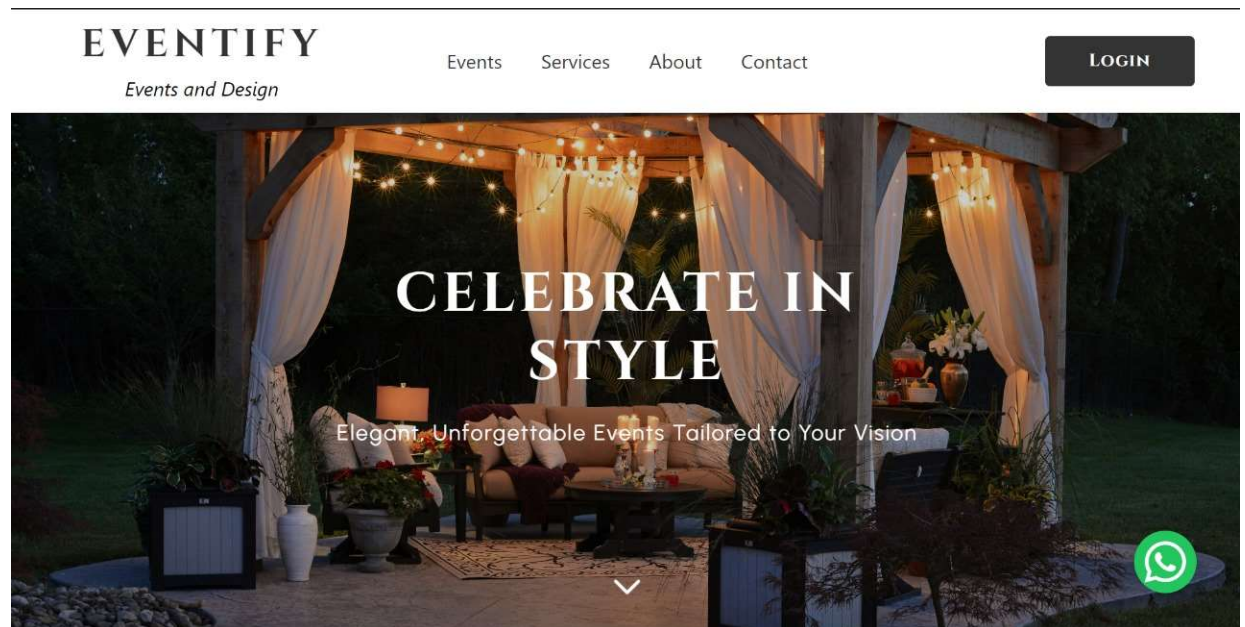 EVENTIFY
Events and Design
Events Services About Contact
LOGIN
CELEBRATE IN
STYLE
Elegant, Unforgettable Events Tailored to Your Vision